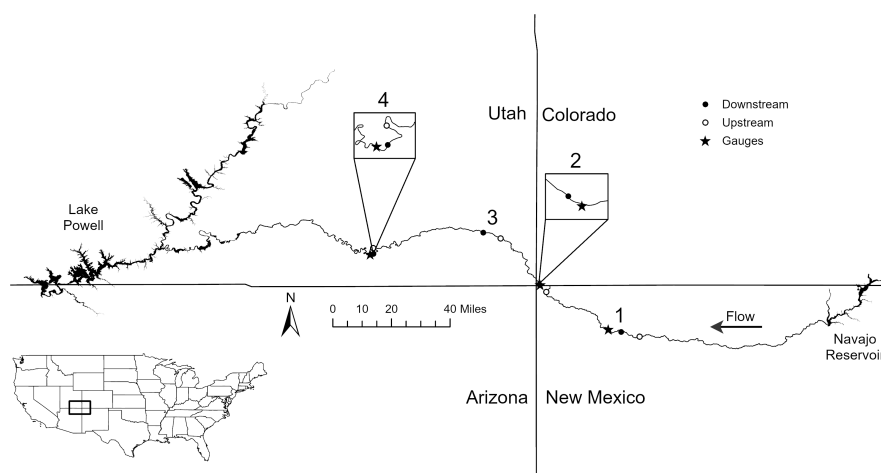 4
Utah
Colorado
Downstream
Upstream
Gauges
2
Lake
Powell
3
N
0 10 20 40 Miles
1
Flow
Navajo
Reservoir
Arizona
New Mexico